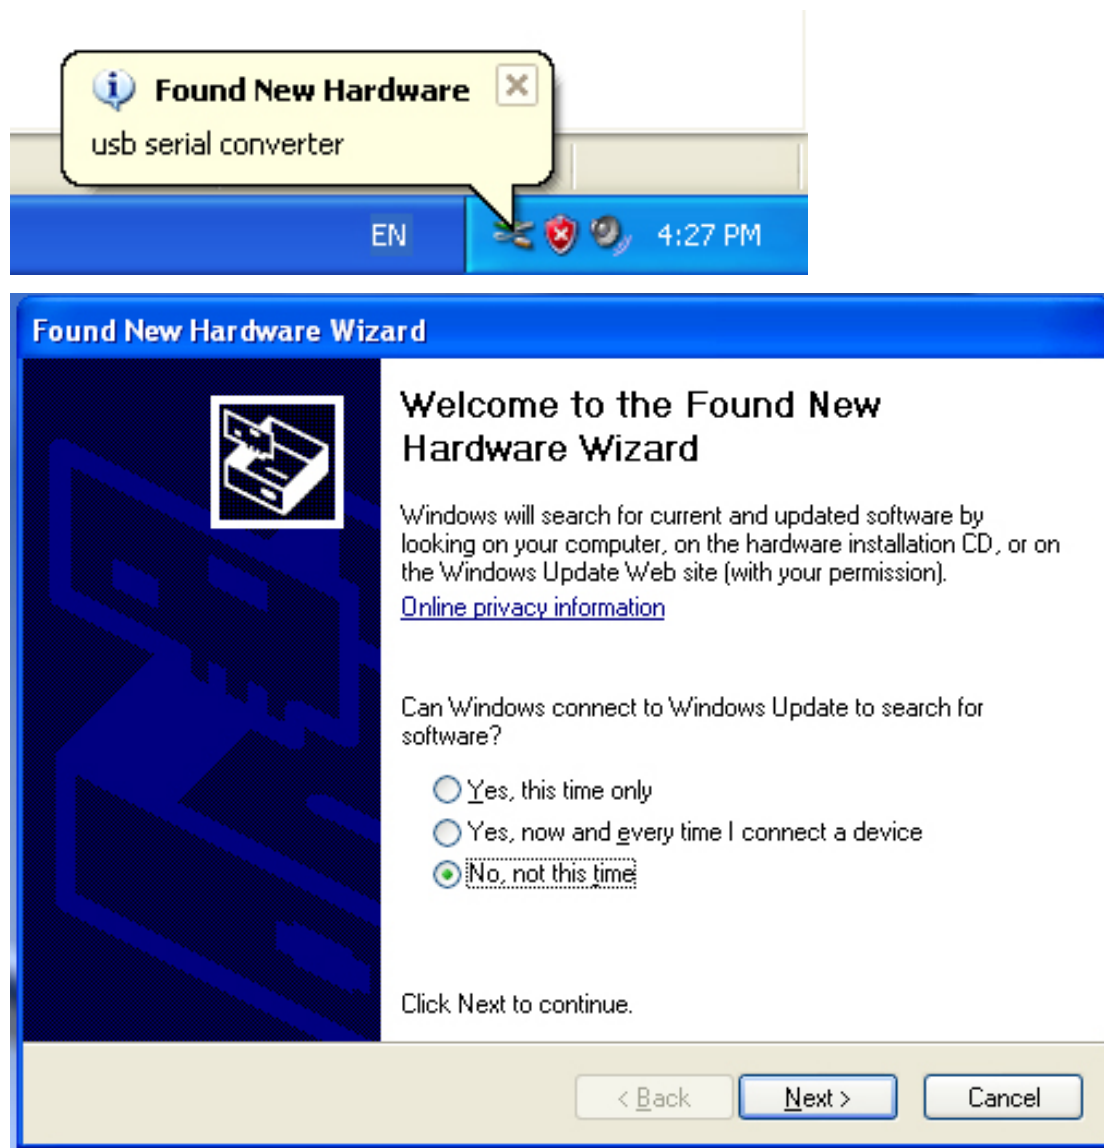 Found New Hardware
usb serial converter
EN
4:27 PM
Found New Hardware Wizard
Welcome to the Found New
Hardware Wizard
Windows will search for current and updated software by
looking on your computer, on the hardware installation CD, or on
the Windows Update Web site (with your permission).
Online privacy information
Can Windows connect to Windows Update to search for
software?
Yes, this time only
Yes, now and every time I connect a device
No, not this time
Click Next to continue.
< Back
Next >
Cancel